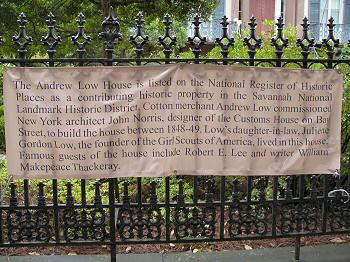 The Andrew Low House is listed on the National Register of Historic
Places as a contributing historic property in the Savannah National
Landmark Historic District. Cotton merchant Andrew Low commissioned
New York architect John Norris, designer of the Customs House on Bay
Street, to build the house between 1848-49. Low's daughter-in-law, Juliette
Gordon Low, the founder of the Girl Scouts of America, lived in this house.
Famous guests of the house include Robert E. Lee and writer William
Makepeace Thackeray.